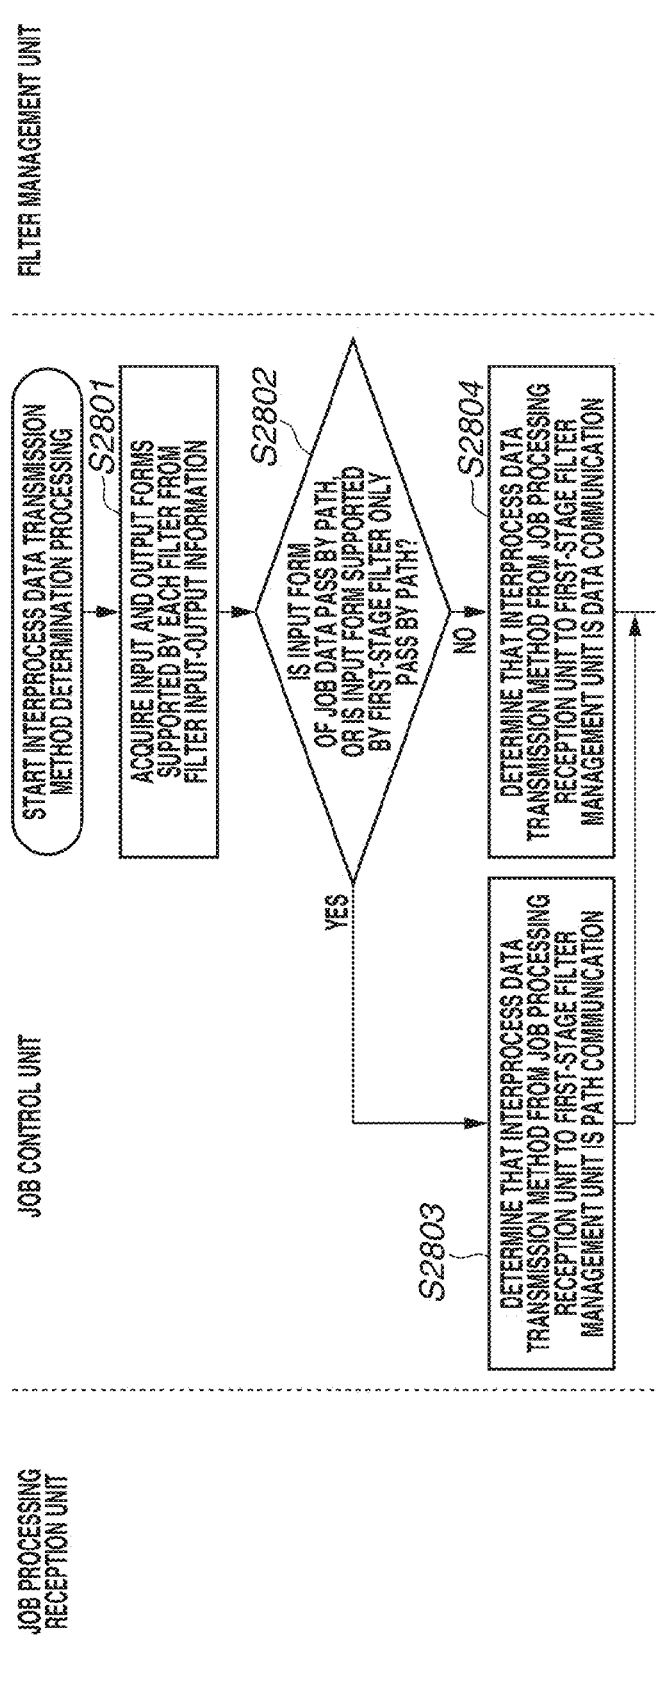 JOB PROCESSING
RECEPTION UNIT
JOB CONTROL UNIT
FILTER MANAGEMENT UNIT
START INTERPROCESS DATA TRANSMISSION
METHOD DETERMINATION PROCESSING
S2801
ACQUIRE INPUT AND OUTPUT FORMS
SUPPORTED BY EACH FILTER FROM
FILTER INPUT-OUTPUT INFORMATION
S2802
IS INPUT FORM
OF JOB DATA PASS BY PATH,
OR IS INPUT FORM SUPPORTED
BY FIRST-STAGE FILTER ONLY
PASS BY PATH?
YES
NO
S2803
DETERMINE THAT INTERPROCESS DATA
TRANSMISSION METHOD FROM JOB PROCESSING
RECEPTION UNIT TO FIRST-STAGE FILTER
MANAGEMENT UNIT IS PATH COMMUNICATION
S2804
DETERMINE THAT INTERPROCESS DATA
TRANSMISSION METHOD FROM JOB PROCESSING
RECEPTION UNIT TO FIRST-STAGE FILTER
MANAGEMENT UNIT IS DATA COMMUNICATION